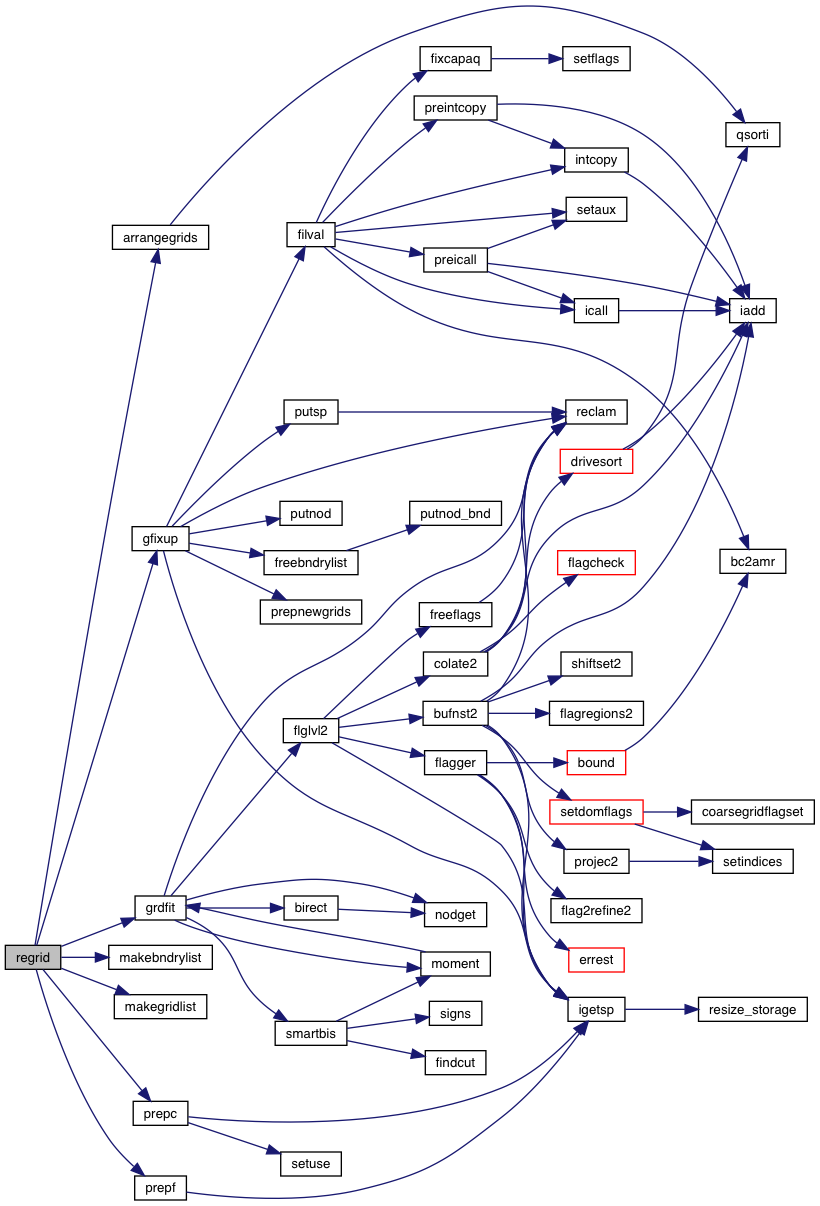 fixcapaq
setflags
preintcopy
qsorti
intcopy
setaux
arrangegrids
filval
preicall
icall
iadd
putsp
reclam
drivesort
putnod
putnod_bnd
gfixup
freebndrylist
flagcheck
bc2amr
prepnewgrids
freeflags
colate2
shiftset2
bufnst2
flagregions2
flglvl2
flagger
bound
setdomflags
coarsegridflagset
projec2
setindices
grdfit
birect
nodget
flag2refine2
regrid
makebndrylist
moment
errest
makegridlist
signs
igetsp
resize_storage
smartbis
findcut
prepc
setuse
prepf